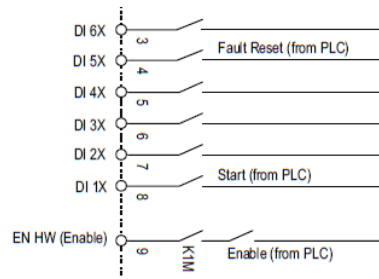 DI 6X
3
Fault Reset (from PLC)
DI 5X
4
DI 4X
5
DI 3X
6
DI 2X
7
Start (from PLC)
DI 1X
8
EN HW (Enable)
9
K1M
Enable (from PLC)